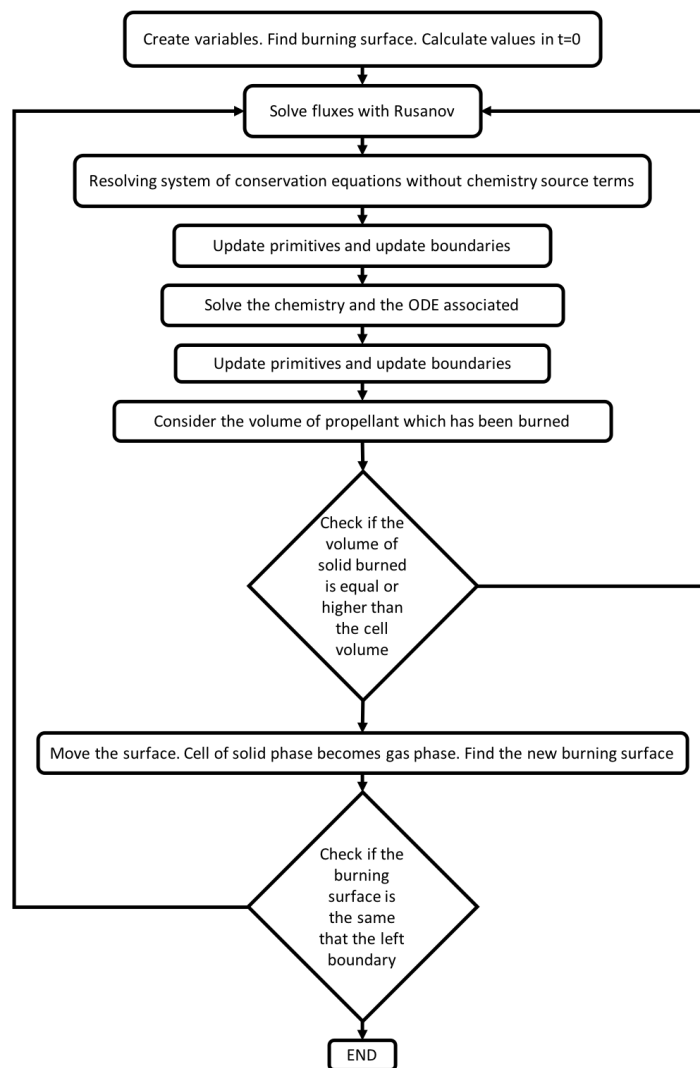 Create variables. Find burning surface. Calculate values in t=0
Solve fluxes with Rusanov
Resolving system of conservation equations without chemistry source terms
Update primitives and update boundaries
Solve the chemistry and the ODE associated
Update primitives and update boundaries
Consider the volume of propellant which has been burned
Check if the
volume of
solid burned
is equal or
higher than
the cell
volume
Move the surface. Cell of solid phase becomes gas phase. Find the new burning surface
Check if the
burning
surface is
the same
that the left
boundary
END